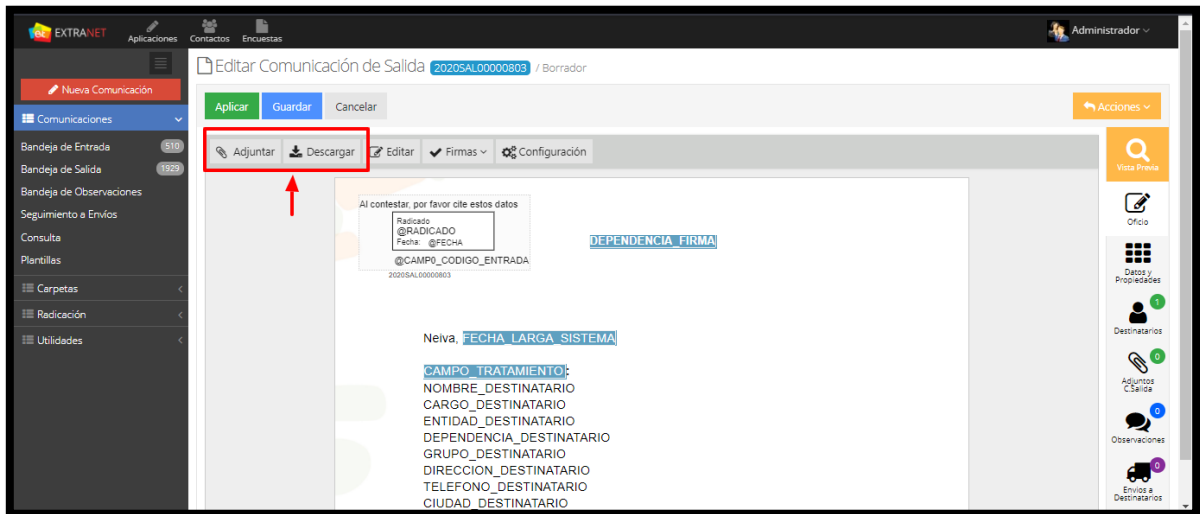 EXTRANET
Aplicaciones
Contactos
Encuestas
Administrador
Nueva Comunicación
Comunicaciones
Bandeja de Entrada 510
Bandeja de Salida 1929
Bandeja de Observaciones
Seguimiento a Envíos
Consulta
Plantillas
Carpetas
Radicación
Utilidades
Editar Comunicación de Salida 2020SAL00000803 / Borrador
Aplicar Guardar Cancelar
Acciones
Adjuntar Descargar Editar Firmas Configuración
Al contestar, por favor cite estos datos
Radicado
@RADICADO
Fecha: @FECHA
@CAMP0_CODIGO_ENTRADA
2020SAL00000803
DEPENDENCIA_FIRMA
Neiva, FECHA_LARGA_SISTEMA
CAMPO_TRATAMIENTO:
NOMBRE_DESTINATARIO
CARGO_DESTINATARIO
ENTIDAD_DESTINATARIO
DEPENDENCIA_DESTINATARIO
GRUPO_DESTINATARIO
DIRECCION_DESTINATARIO
TELEFONO_DESTINATARIO
CIUDAD_DESTINATARIO
Vista Previa
Oficio
Datos y
Propiedades
1
Destinatarios
0
Adjuntos
C.Salida
0
Observaciones
0
Envios a
Destinatarios